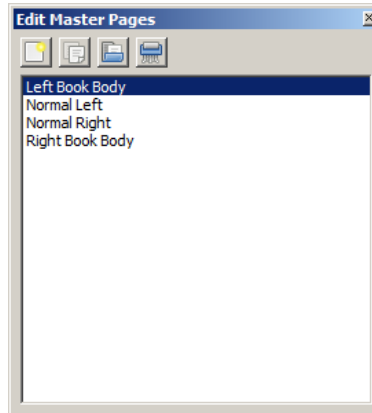 Edit Master Pages
Left Book Body
Normal Left
Normal Right
Right Book Body